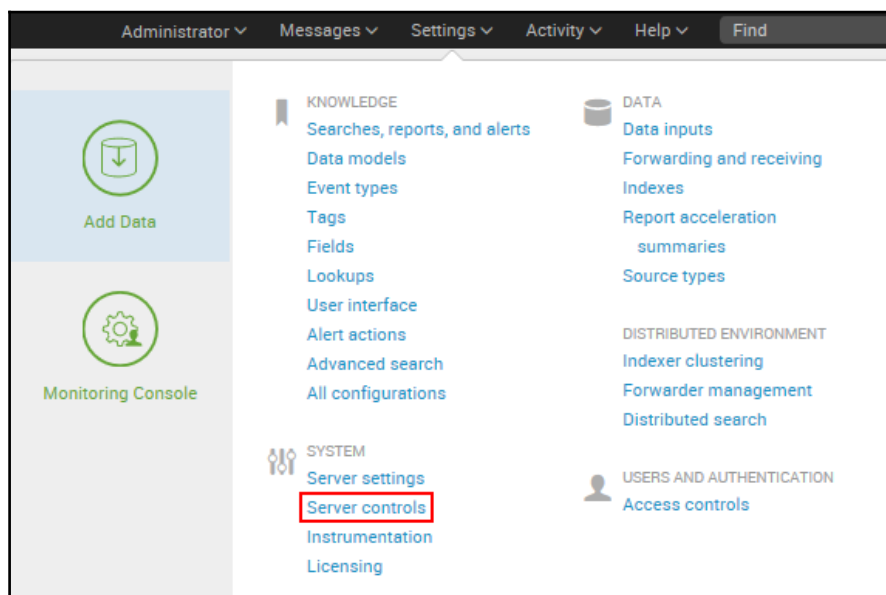 Administrator Messages Settings Activity Help Find
Add Data
Monitoring Console
KNOWLEDGE
Searches, reports, and alerts
Data models
Event types
Tags
Fields
Lookups
User interface
Alert actions
Advanced search
All configurations
SYSTEM
Server settings
Server controls
Instrumentation
Licensing
DATA
Data inputs
Forwarding and receiving
Indexes
Report acceleration
summaries
Source types
DISTRIBUTED ENVIRONMENT
Indexer clustering
Forwarder management
Distributed search
USERS AND AUTHENTICATION
Access controls